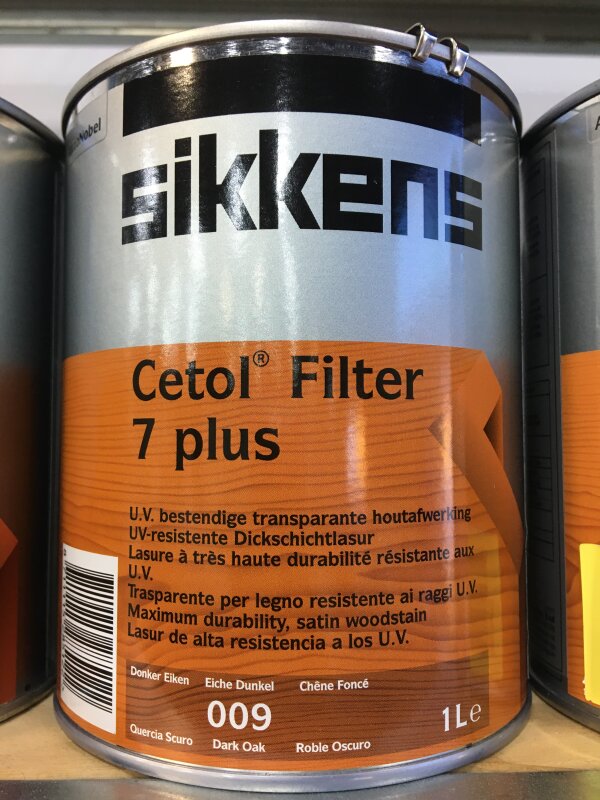 Nobel
sikkens
Cetol® Filter
7 plus
U.V. bestendige transparante houtafwerking
UV-resistente Dickschichtlasur
Lasure à très haute durabilité résistante aux
U.V.
Trasparente per legno resistente ai raggi U.V.
Maximum durability, satin woodstain
Lasur de alta resistencia a los U.V.
Donker Eiken Eiche Dunkel Chêne Foncé
009
1L e
Quercia Scuro Dark Oak Roble Oscuro